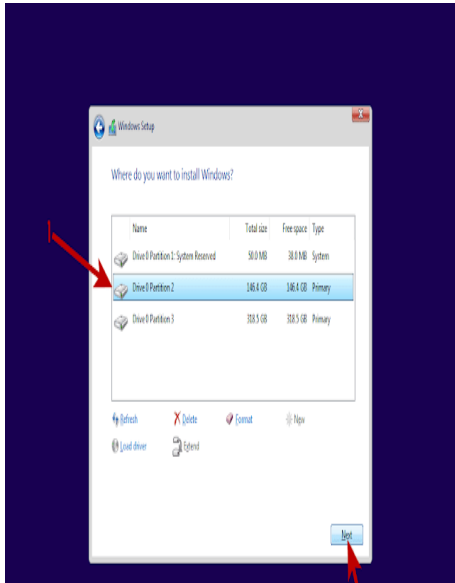 Windows Setup
Where do you want to install Windows?
Name Total size Free space Type
Drive 0 Partition 1: System Reserved 50.0 MB 38.0 MB System
Drive 0 Partition 2 146.4 GB 146.4 GB Primary
Drive 0 Partition 3 318.5 GB 318.5 GB Primary
Refresh Delete Format New
Load driver Extend
Next
1